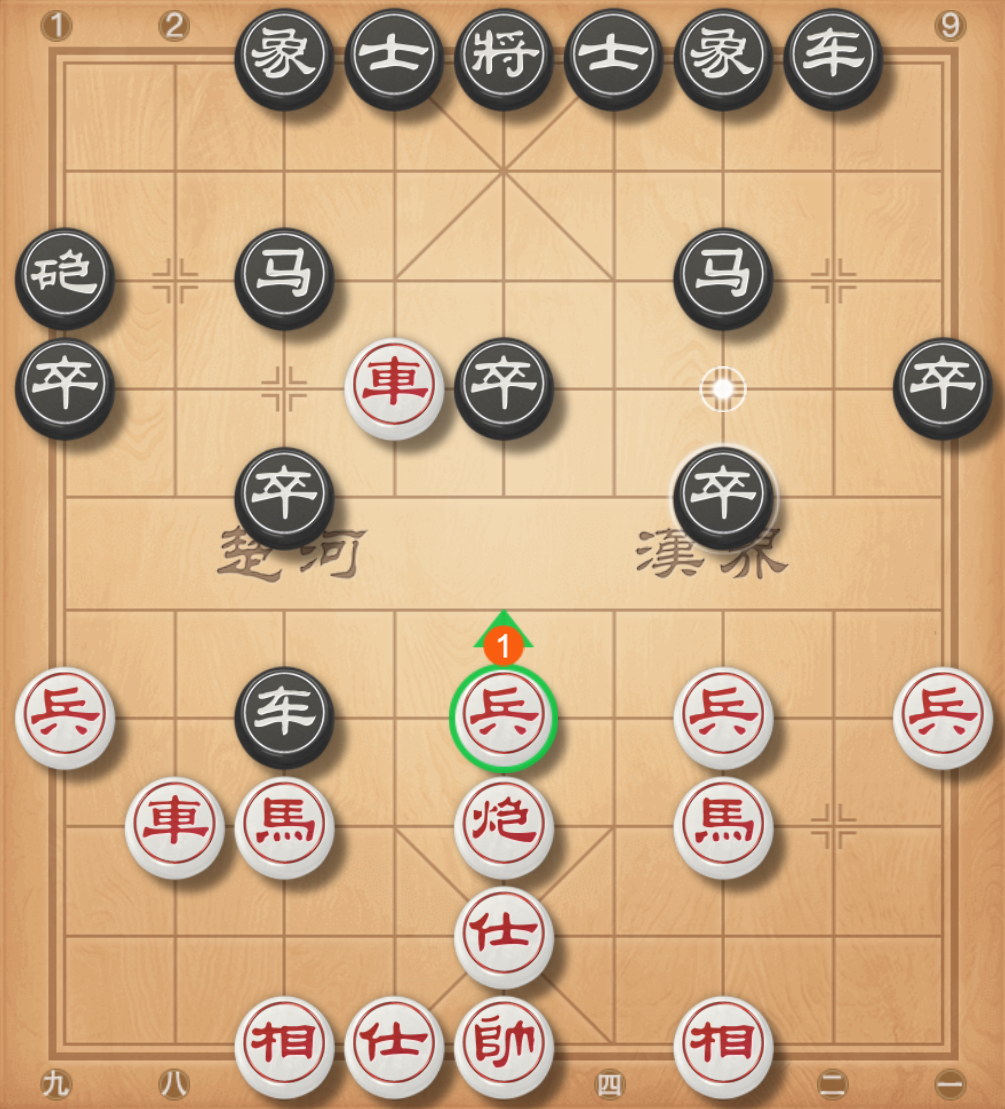 1 2 9
象 士 将 士 象 车
砲 马 马
卒 車 卒 卒
卒 卒
楚河 漢界
1
兵 车 兵 兵 兵
車 馬 炮 馬
仕
相 仕 帥 相
九 八 四 二 一